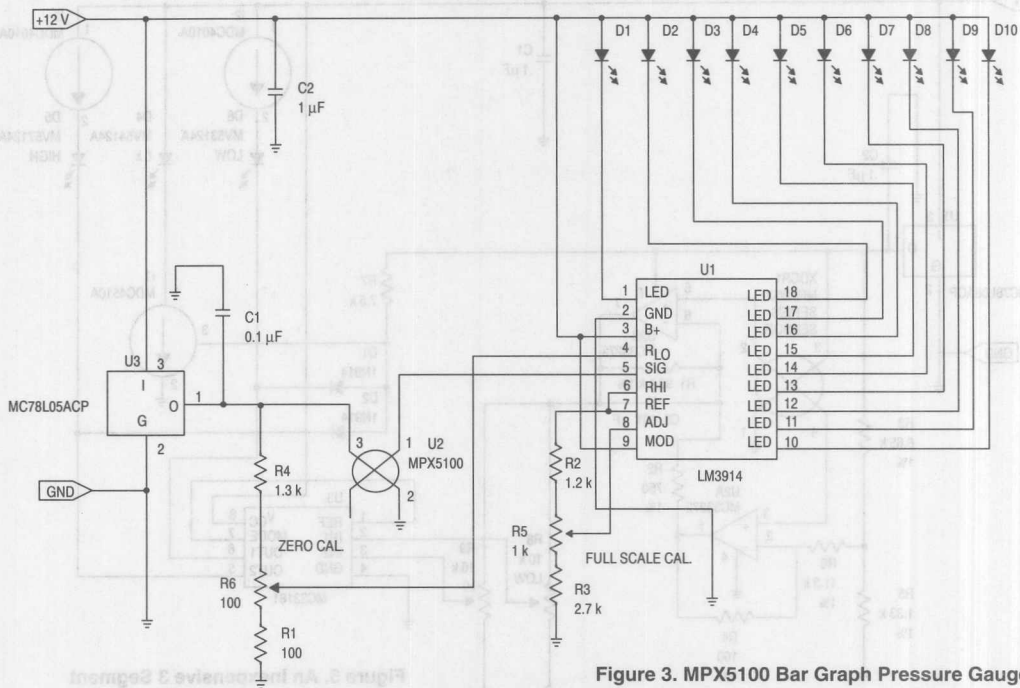 +12 V
D1 D2 D3 D4 D5 D6 D7 D8 D9 D10
C2
1 µF
U1
1 LED LED 18
2 GND LED 17
3 B+ LED 16
4 RLO LED 15
5 SIG LED 14
6 RHI LED 13
7 REF LED 12
8 ADJ LED 11
9 MOD LED 10
LM3914
C1
0.1 µF
U3
3
I
O
G
1
2
MC78L05ACP
GND
R4
1.3 k
3
1
U2
MPX5100
2
ZERO CAL.
R6
100
R1
100
R2
1.2 k
R5
1 k
FULL SCALE CAL.
R3
2.7 k
Figure 3. MPX5100 Bar Graph Pressure Gauge